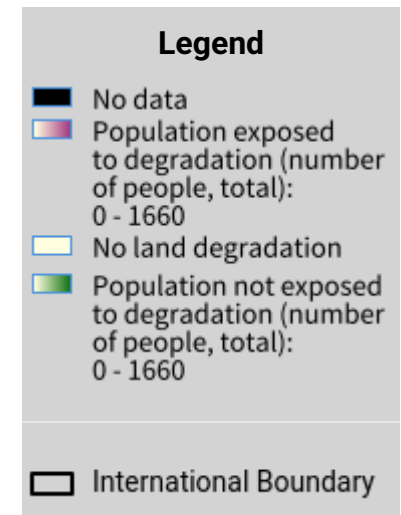 Legend
No data
Population exposed
to degradation (number
of people, total):
0 - 1660
No land degradation
Population not exposed
to degradation (number
of people, total):
0 - 1660
International Boundary